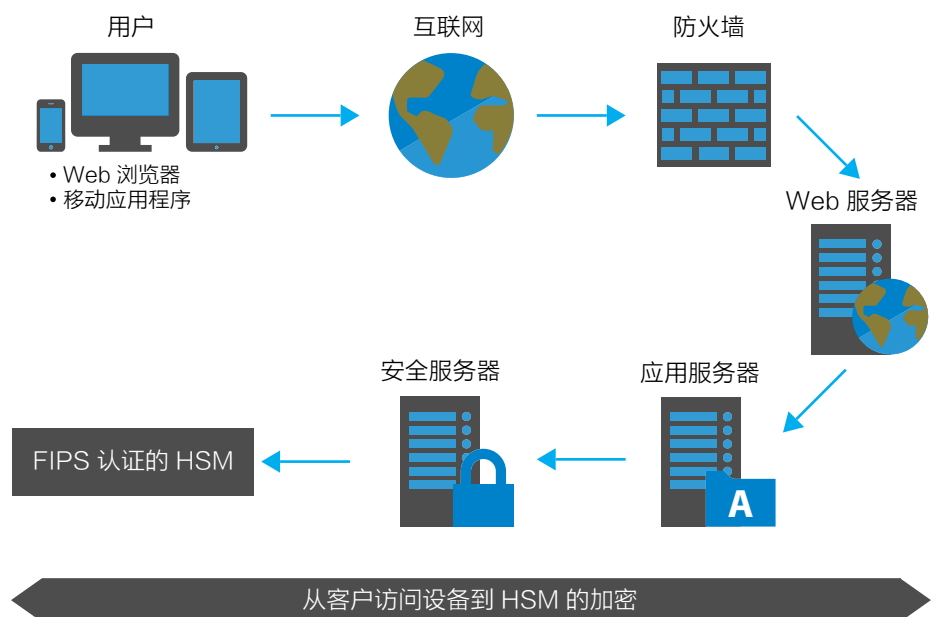 用户
互联网
防火墙
• Web 浏览器
• 移动应用程序
Web 服务器
安全服务器
应用服务器
FIPS 认证的 HSM
A
从客户访问设备到 HSM 的加密